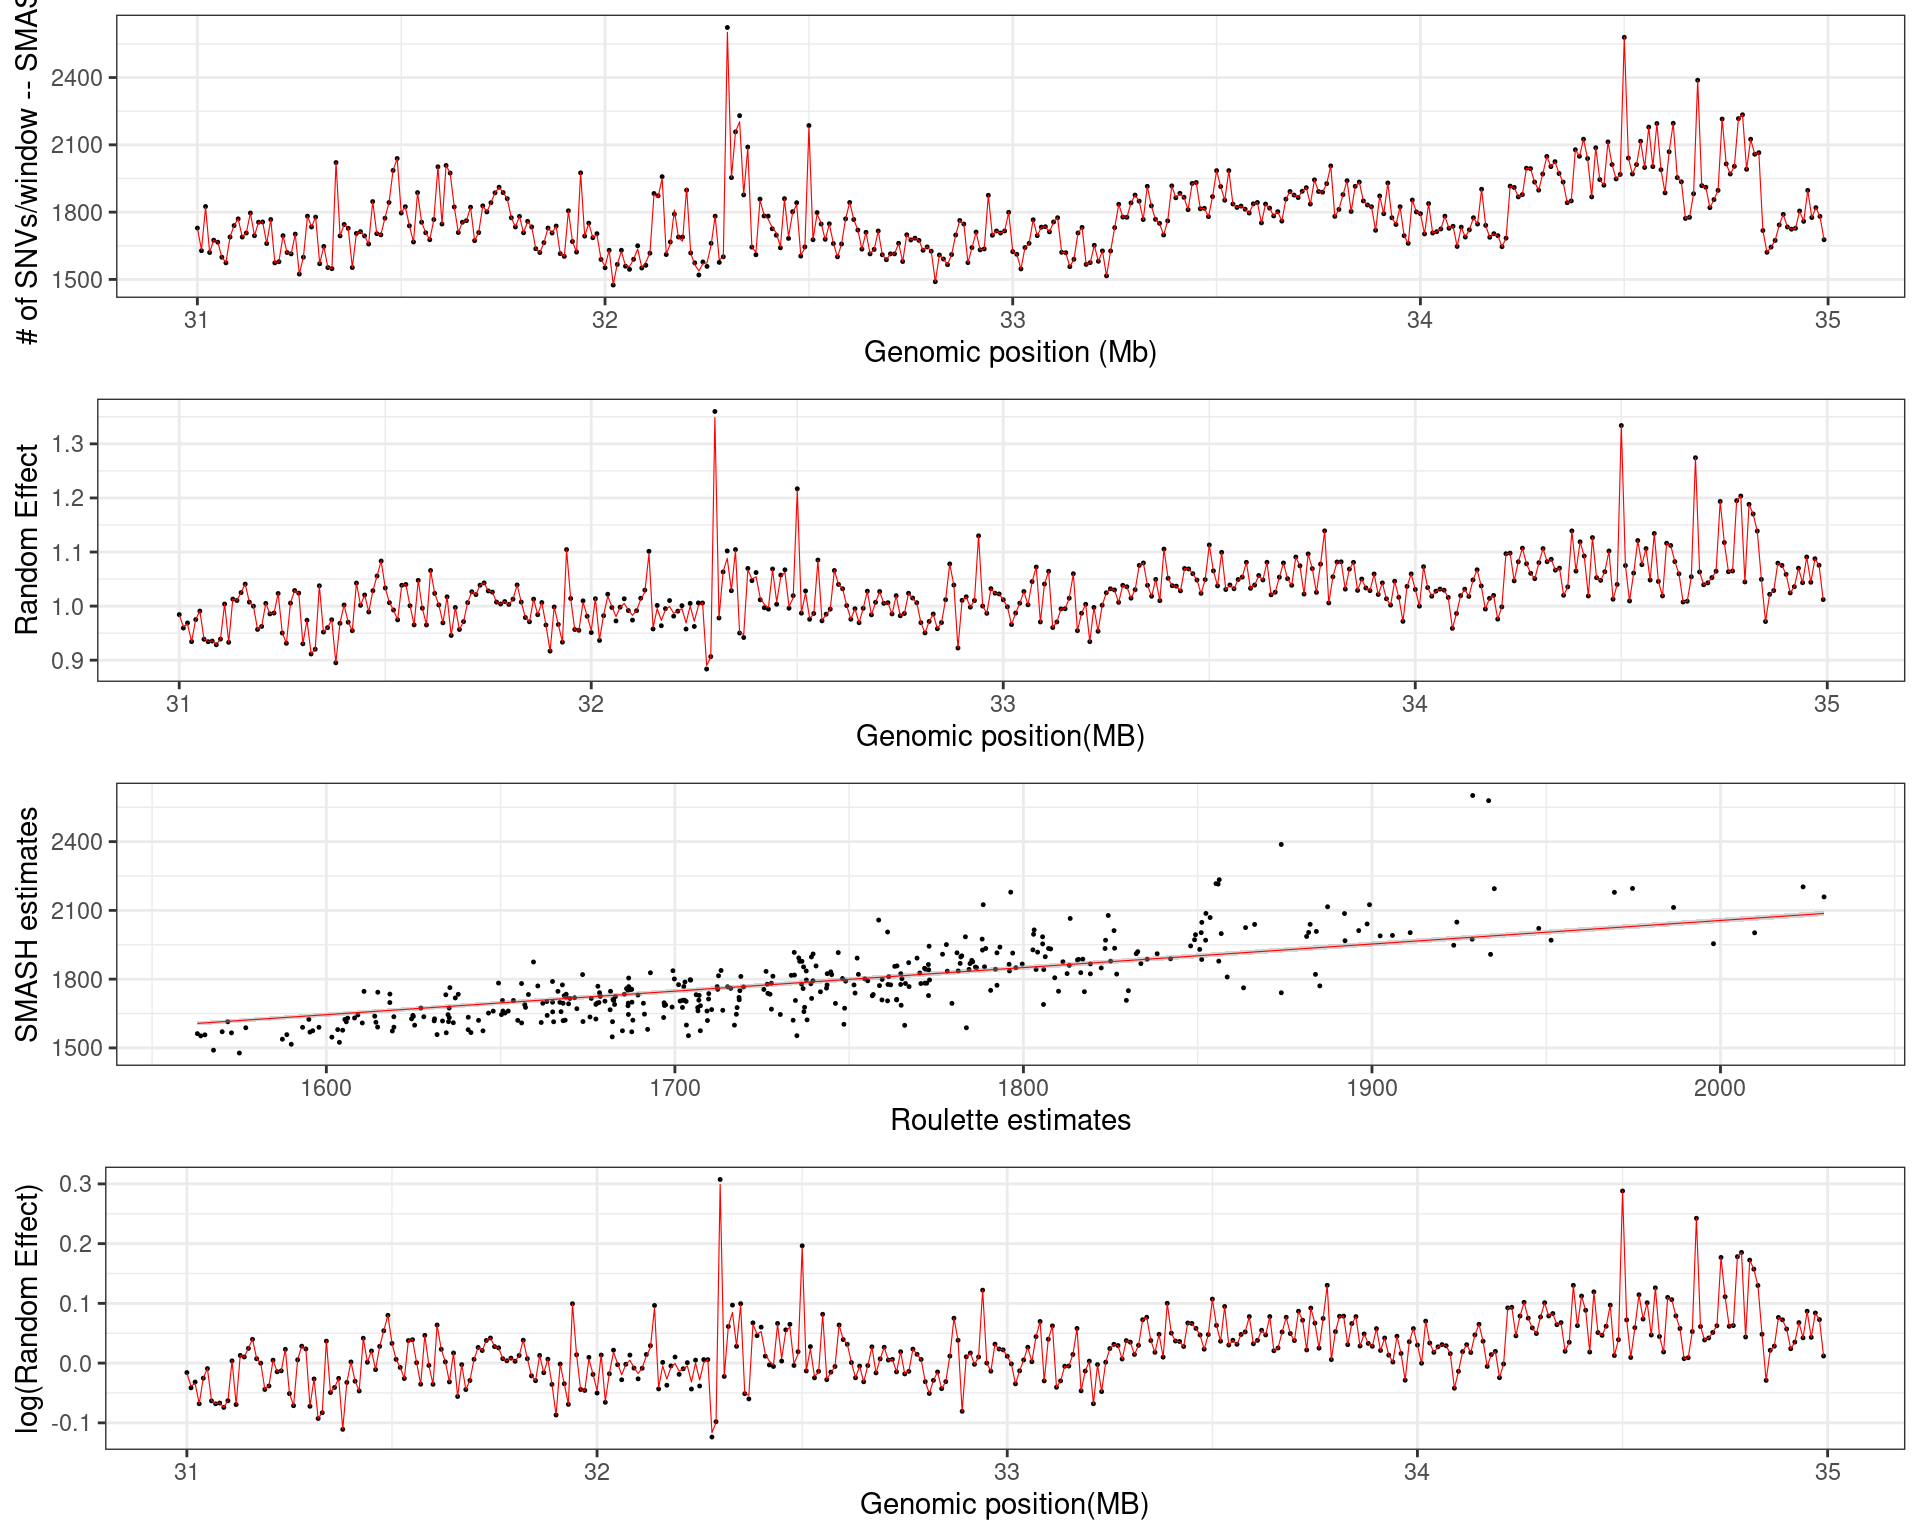 # of SNVs/window -- SMAS
2400
2100
1800
1500
31 32 33 34 35
Genomic position (Mb)
Random Effect
1.3
1.2
1.1
1.0
0.9
31 32 33 34 35
Genomic position(MB)
SMASH estimates
2400
2100
1800
1500
1600 1700 1800 1900 2000
Roulette estimates
log(Random Effect)
0.3
0.2
0.1
0.0
-0.1
31 32 33 34 35
Genomic position(MB)